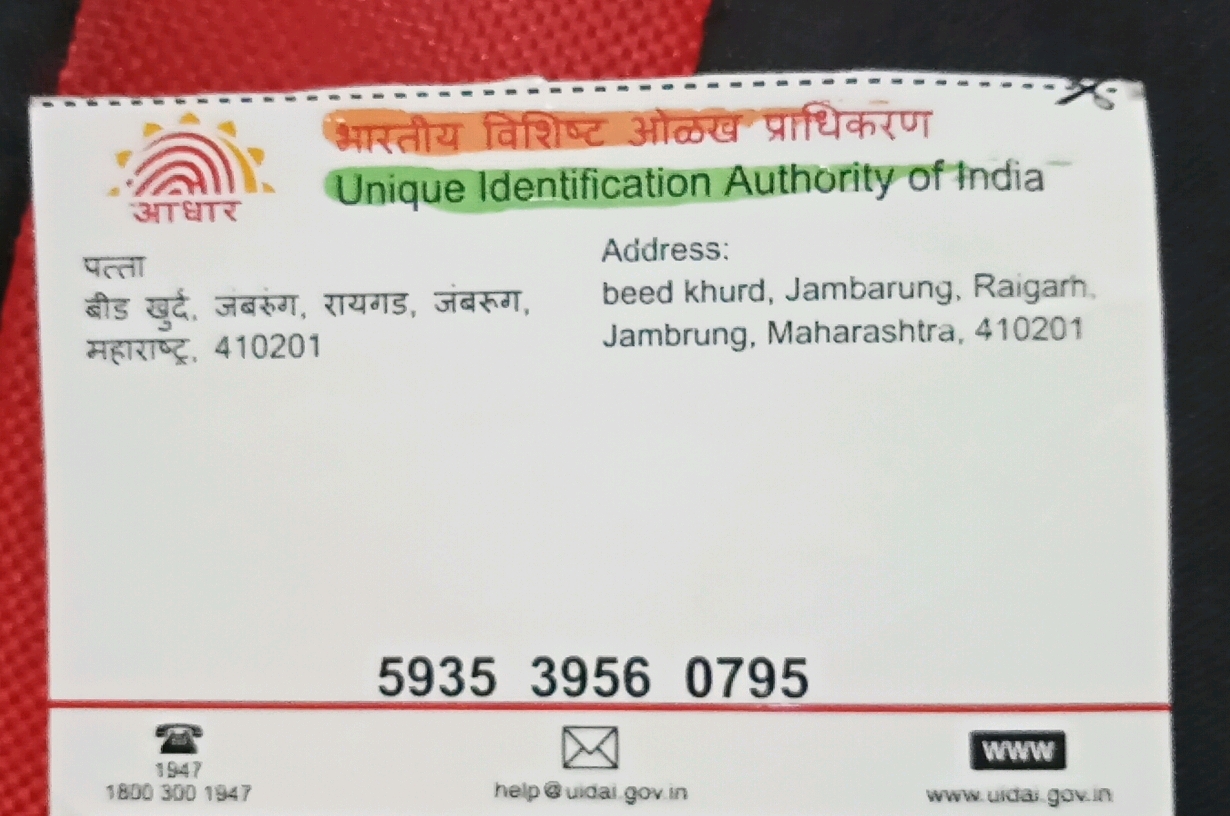 भारतीय विशिष्ट ओळख प्राधिकरण
Unique Identification Authority of India
आधार
पत्ता
बीड खुर्द, जंबरुंग, रायगड, जंबरूग,
महाराष्ट्र, 410201
Address:
beed khurd, Jambarung, Raigarh,
Jambrung, Maharashtra, 410201
5935 3956 0795
1947
1800 300 1947
help@uidai.gov.in
WWW
www.uidai.gov.in